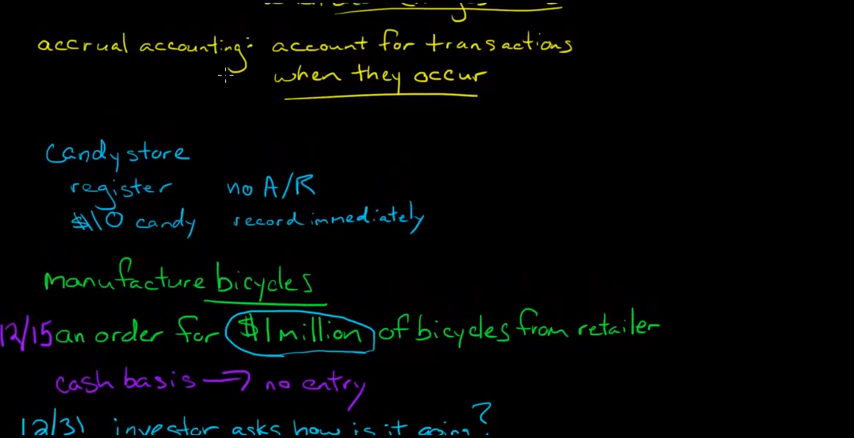 accrual accounting: account for transactions
when they occur
Candy store
register no A/R
$10 candy record immediately
manufacture bicycles
12/15 an order for $1 million of bicycles from retailer
cash basis → no entry
12/31 investor asks how is it going?